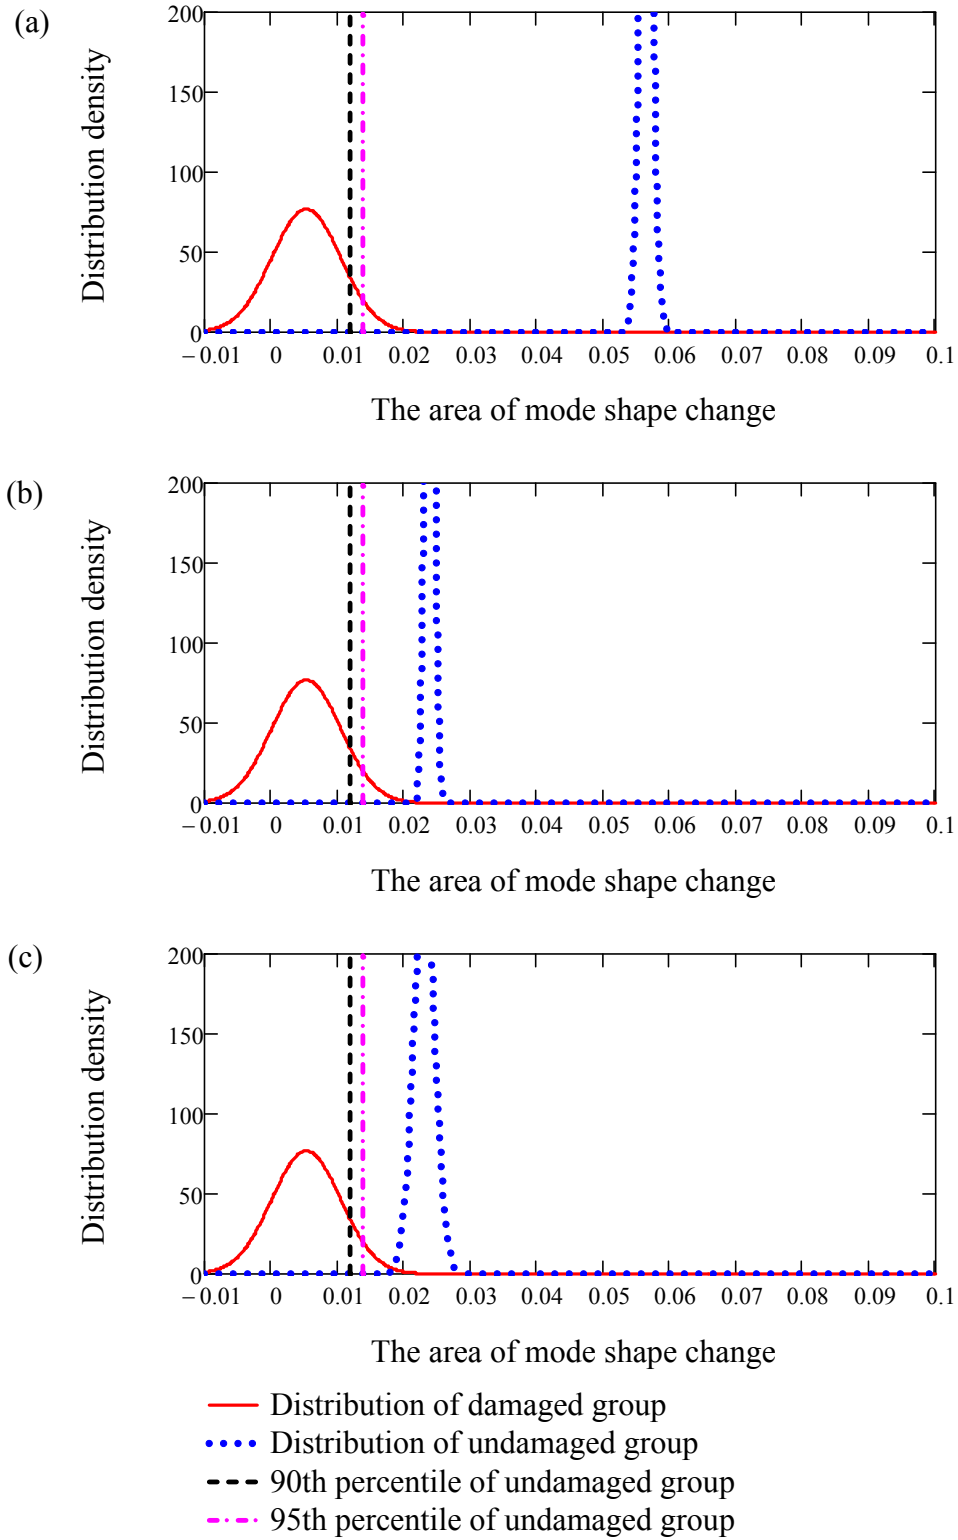 (a)
200
150
100
50
0
Distribution density
−0.01 0 0.01 0.02 0.03 0.04 0.05 0.06 0.07 0.08 0.09 0.1
The area of mode shape change
(b)
200
150
100
50
0
Distribution density
−0.01 0 0.01 0.02 0.03 0.04 0.05 0.06 0.07 0.08 0.09 0.1
The area of mode shape change
(c)
200
150
100
50
0
Distribution density
−0.01 0 0.01 0.02 0.03 0.04 0.05 0.06 0.07 0.08 0.09 0.1
The area of mode shape change
Distribution of damaged group
Distribution of undamaged group
90th percentile of undamaged group
95th percentile of undamaged group